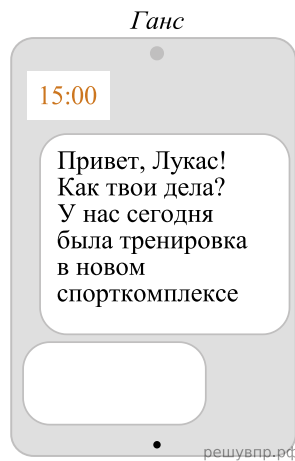 Ганс
15:00
Привет, Лукас!
Как твои дела?
У нас сегодня
была тренировка
в новом
спорткомплексе
решувпр.рф